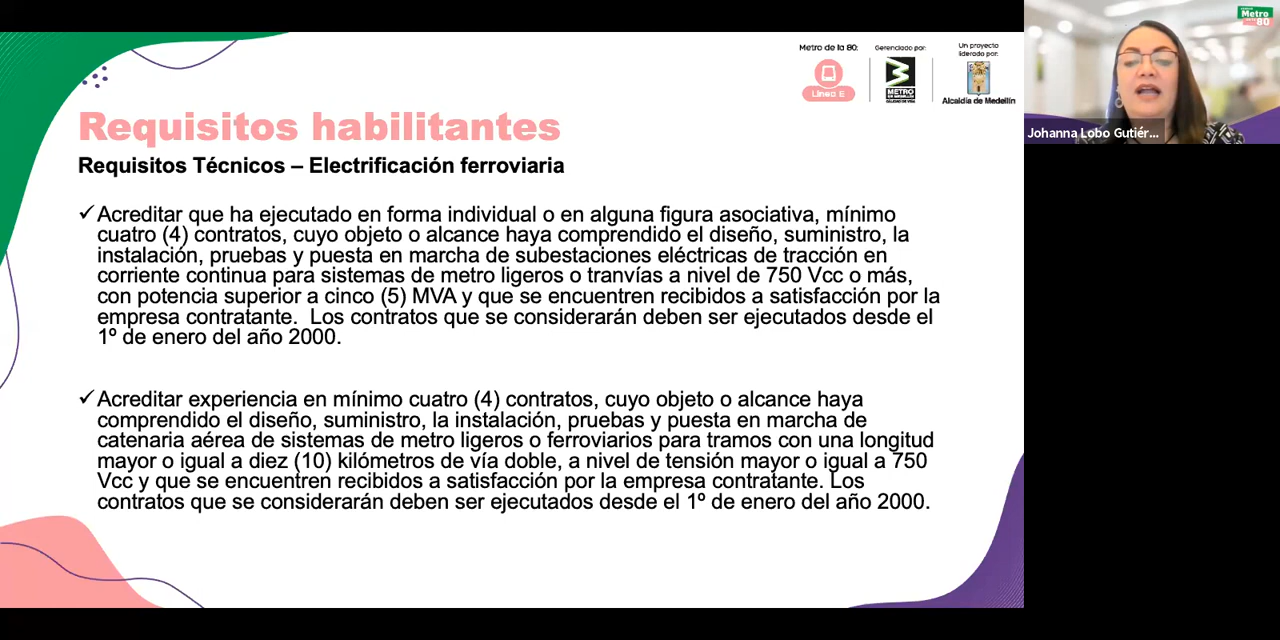 Metro de la 80:
Línea E
Gerenciado por:
METRO
DE MEDELLÍN
CALIDAD DE VIDA
Un proyecto
liderado por:
Alcaldía de Medellín
Requisitos habilitantes
Requisitos Técnicos – Electrificación ferroviaria
✓Acreditar que ha ejecutado en forma individual o en alguna figura asociativa, mínimo
cuatro (4) contratos, cuyo objeto o alcance haya comprendido el diseño, suministro, la
instalación, pruebas y puesta en marcha de subestaciones eléctricas de tracción en
corriente continua para sistemas de metro ligeros o tranvías a nivel de 750 Vcc o más,
con potencia superior a cinco (5) MVA y que se encuentren recibidos a satisfacción por la
empresa contratante. Los contratos que se considerarán deben ser ejecutados desde el
1º de enero del año 2000.
✓Acreditar experiencia en mínimo cuatro (4) contratos, cuyo objeto o alcance haya
comprendido el diseño, suministro, la instalación, pruebas y puesta en marcha de
catenaria aérea de sistemas de metro ligeros o ferroviarios para tramos con una longitud
mayor o igual a diez (10) kilómetros de vía doble, a nivel de tensión mayor o igual a 750
Vcc y que se encuentren recibidos a satisfacción por la empresa contratante. Los
contratos que se considerarán deben ser ejecutados desde el 1º de enero del año 2000.
Metro
80
Johanna Lobo Gutiér...